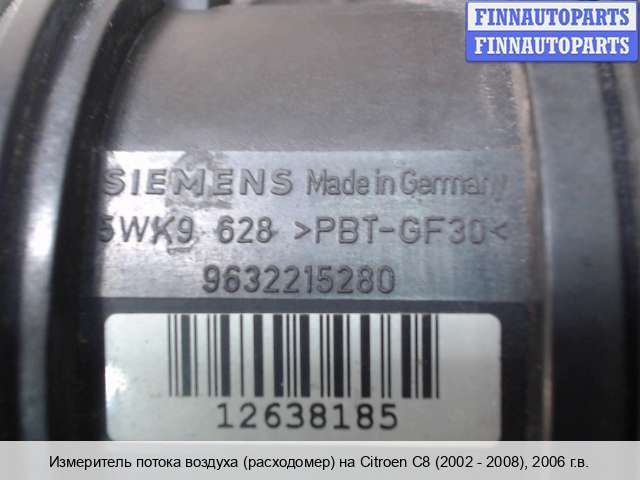 FINNAUTOPARTS
FINNAUTOPARTS
SIEMENS Made in Germany
5WK9 628 >PBT-GF30<
9632215280
12638185
Измеритель потока воздуха (расходомер) на Citroen C8 (2002 - 2008), 2006 г.в.